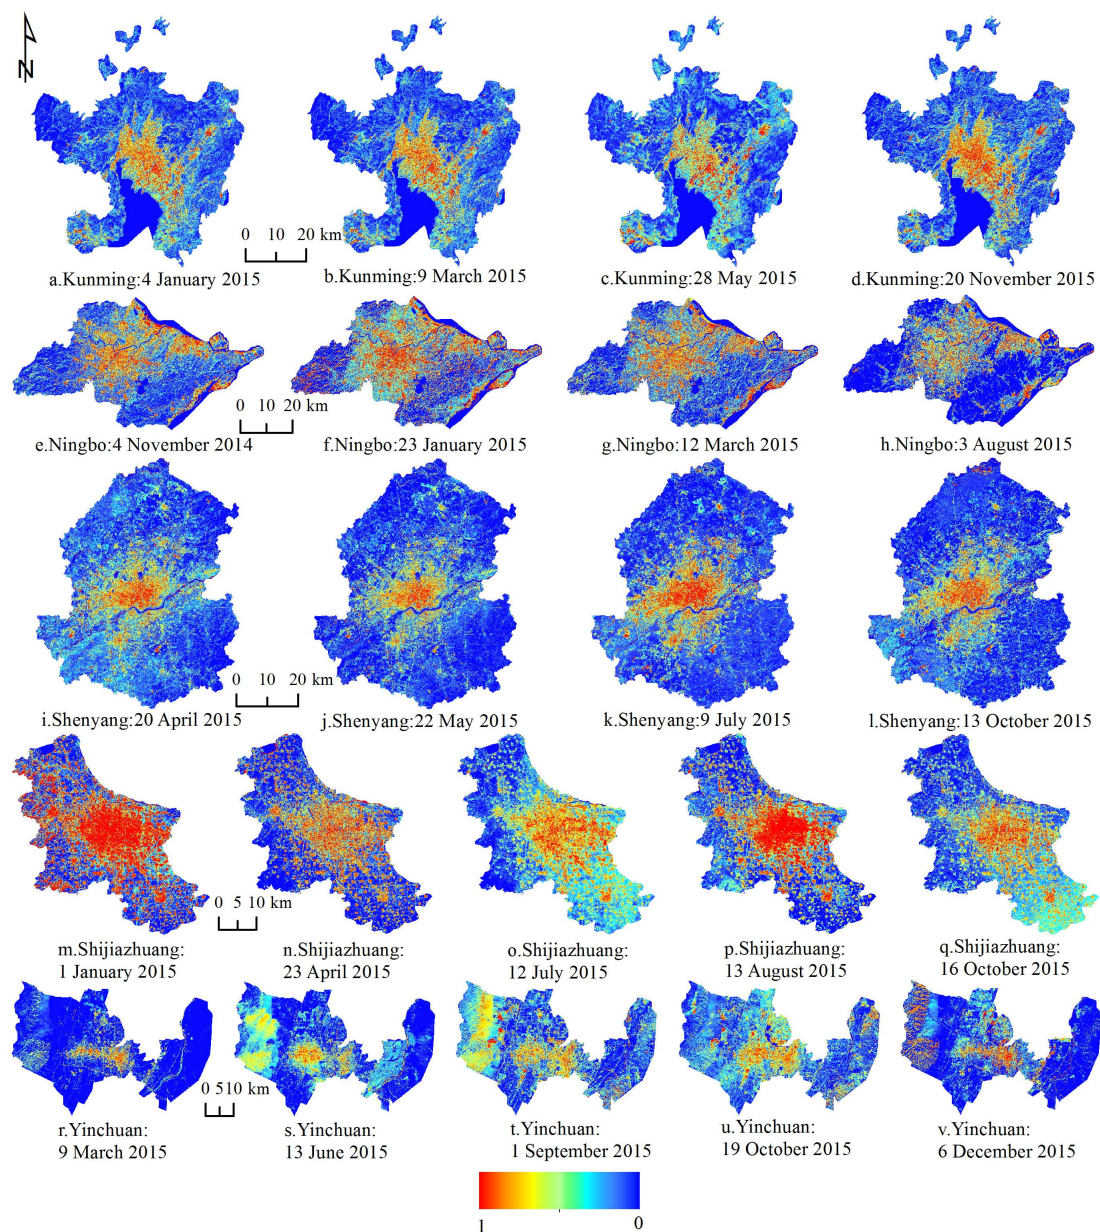 N
0 10 20 km
a.Kunming:4 January 2015
b.Kunming:9 March 2015
c.Kunming:28 May 2015
d.Kunming:20 November 2015
0 10 20 km
e.Ningbo:4 November 2014
f.Ningbo:23 January 2015
g.Ningbo:12 March 2015
h.Ningbo:3 August 2015
0 10 20 km
i.Shenyang:20 April 2015
j.Shenyang:22 May 2015
k.Shenyang:9 July 2015
l.Shenyang:13 October 2015
0 5 10 km
m.Shijiazhuang:
1 January 2015
n.Shijiazhuang:
23 April 2015
o.Shijiazhuang:
12 July 2015
p.Shijiazhuang:
13 August 2015
q.Shijiazhuang:
16 October 2015
0 510 km
r.Yinchuan:
9 March 2015
s.Yinchuan:
13 June 2015
t.Yinchuan:
1 September 2015
u.Yinchuan:
19 October 2015
v.Yinchuan:
6 December 2015
1 0